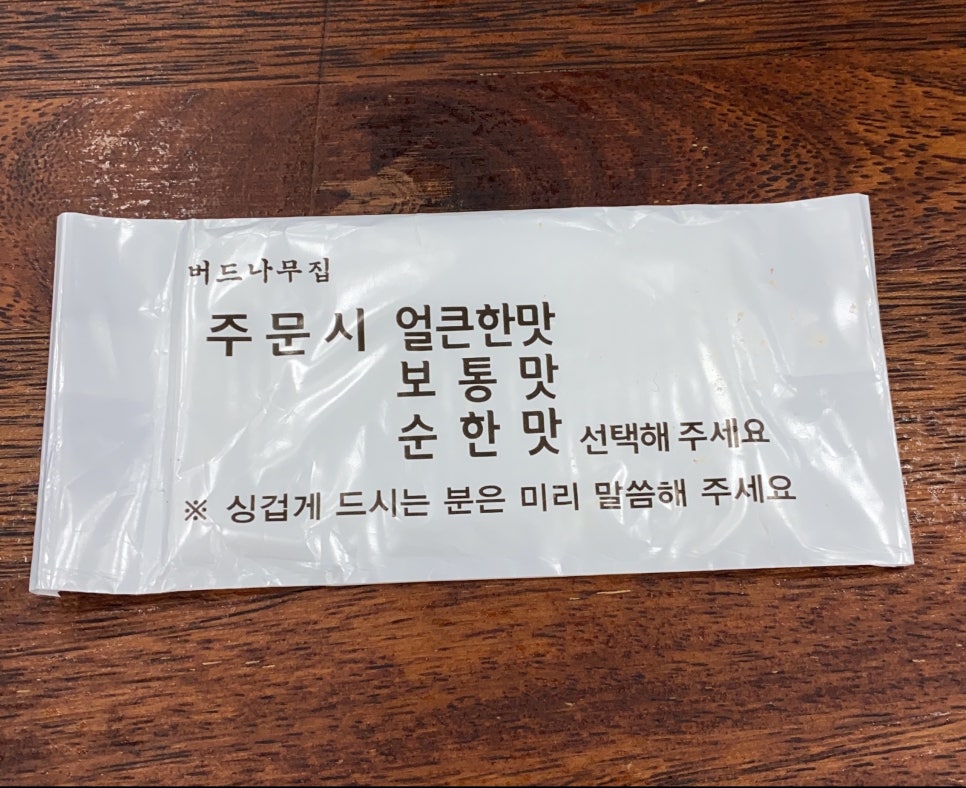 버드나무집
주문시 얼큰한맛
보통맛
순한맛 선택해 주세요
※ 싱겁게 드시는 분은 미리 말씀해 주세요